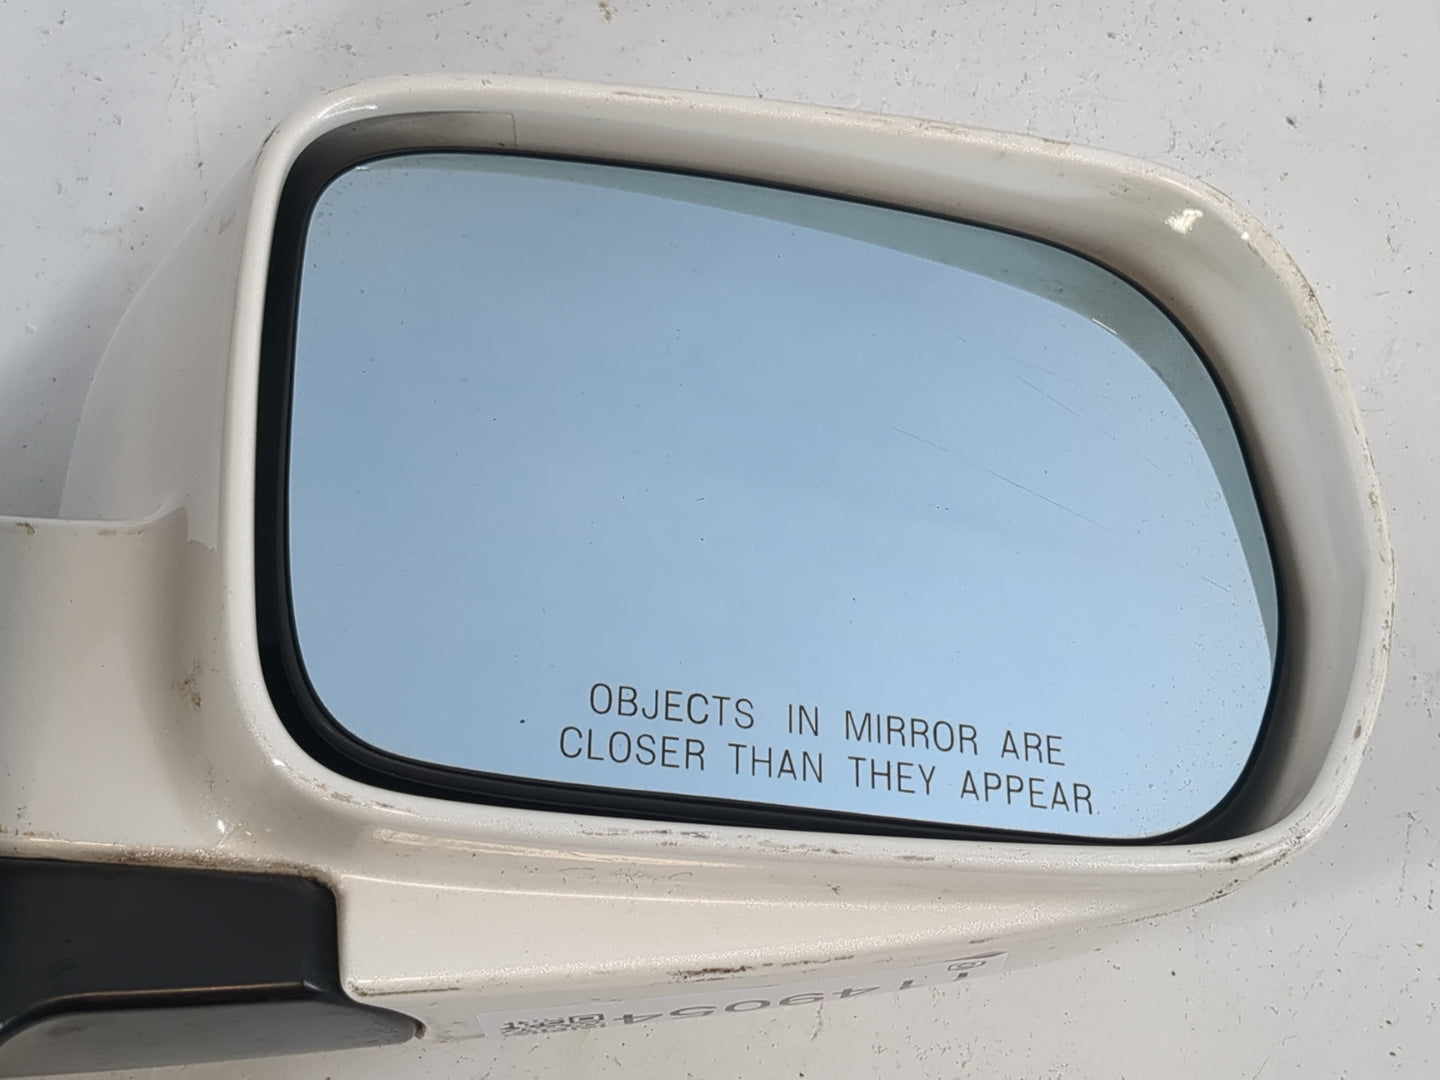 OBJECTS IN MIRROR ARE
CLOSER THAN THEY APPEAR